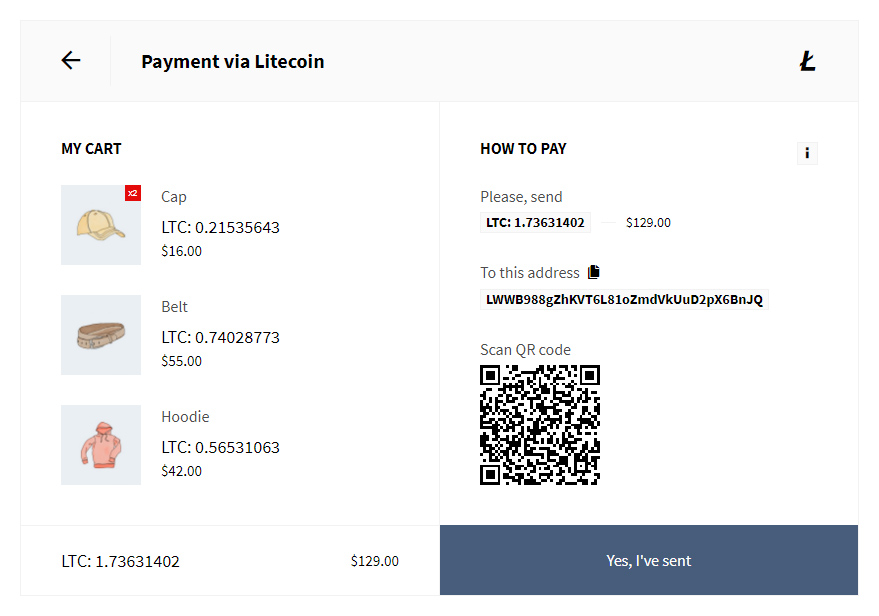 Payment via Litecoin
Ł
MY CART
x2
Cap
LTC: 0.21535643
$16.00
Belt
LTC: 0.74028773
$55.00
Hoodie
LTC: 0.56531063
$42.00
LTC: 1.73631402 $129.00
HOW TO PAY
i
Please, send
LTC: 1.73631402 $129.00
To this address
LWWB988gZhKVT6L81oZmdVkUuD2pX6BnJQ
Scan QR code
Yes, I've sent